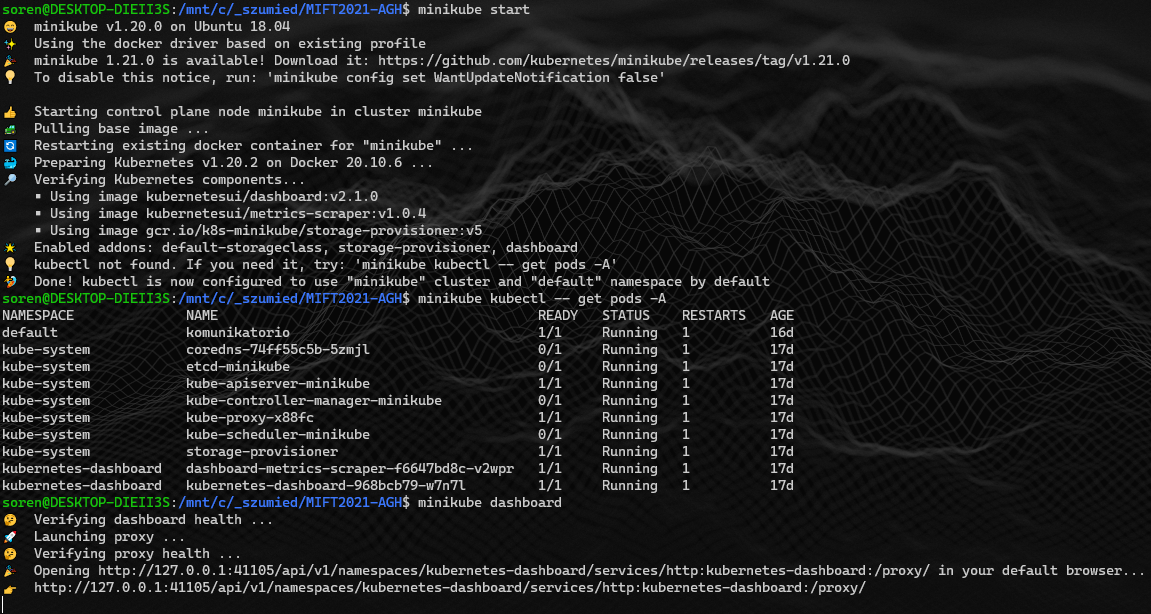 soren@DESKTOP-DIEII3S:/mnt/c/_szumied/MIFT2021-AGH$ minikube start
😄  minikube v1.20.0 on Ubuntu 18.04
✨  Using the docker driver based on existing profile
🎉  minikube 1.21.0 is available! Download it: https://github.com/kubernetes/minikube/releases/tag/v1.21.0
💡  To disable this notice, run: 'minikube config set WantUpdateNotification false'

👍  Starting control plane node minikube in cluster minikube
🚜  Pulling base image ...
🔄  Restarting existing docker container for "minikube" ...
🐳  Preparing Kubernetes v1.20.2 on Docker 20.10.6 ...
🔎  Verifying Kubernetes components...
    ▪ Using image kubernetesui/dashboard:v2.1.0
    ▪ Using image kubernetesui/metrics-scraper:v1.0.4
    ▪ Using image gcr.io/k8s-minikube/storage-provisioner:v5
🌟  Enabled addons: default-storageclass, storage-provisioner, dashboard
💡  kubectl not found. If you need it, try: 'minikube kubectl -- get pods -A'
🏄  Done! kubectl is now configured to use "minikube" cluster and "default" namespace by default
soren@DESKTOP-DIEII3S:/mnt/c/_szumied/MIFT2021-AGH$ minikube kubectl -- get pods -A
NAMESPACE              NAME                                        READY   STATUS    RESTARTS   AGE
default                komunikatorio                               1/1     Running   1          16d
kube-system            coredns-74ff55c5b-5zmjl                     0/1     Running   1          17d
kube-system            etcd-minikube                               0/1     Running   1          17d
kube-system            kube-apiserver-minikube                     1/1     Running   1          17d
kube-system            kube-controller-manager-minikube            0/1     Running   1          17d
kube-system            kube-proxy-x88fc                            1/1     Running   1          17d
kube-system            kube-scheduler-minikube                     0/1     Running   1          17d
kube-system            storage-provisioner                         1/1     Running   1          17d
kubernetes-dashboard   dashboard-metrics-scraper-f6647bd8c-v2wpr   1/1     Running   1          17d
kubernetes-dashboard   kubernetes-dashboard-968bcb79-w7n7l         1/1     Running   1          17d
soren@DESKTOP-DIEII3S:/mnt/c/_szumied/MIFT2021-AGH$ minikube dashboard
🤔  Verifying dashboard health ...
🚀  Launching proxy ...
🤔  Verifying proxy health ...
🎉  Opening http://127.0.0.1:41105/api/v1/namespaces/kubernetes-dashboard/services/http:kubernetes-dashboard:/proxy/ in your default browser...
👉  http://127.0.0.1:41105/api/v1/namespaces/kubernetes-dashboard/services/http:kubernetes-dashboard:/proxy/